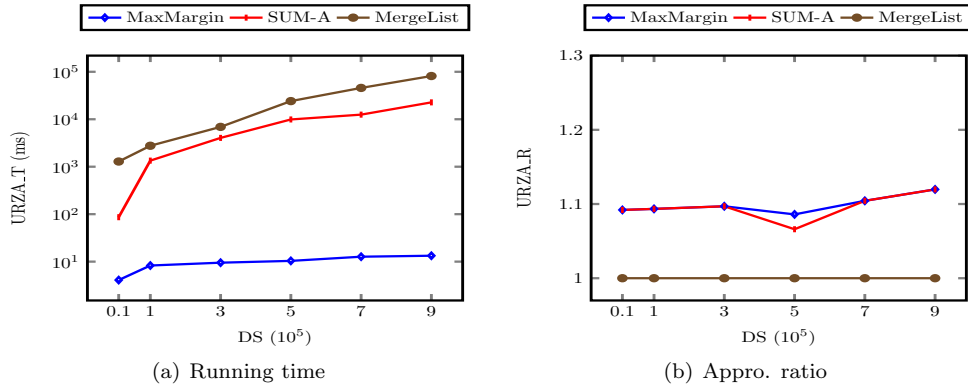 MaxMargin SUM-A MergeList
URZA_T (ms)
10^5
10^4
10^3
10^2
10^1
0.1 1 3 5 7 9
DS (10^5)
(a) Running time
MaxMargin SUM-A MergeList
URZA_R
1.3
1.2
1.1
1
0.1 1 3 5 7 9
DS (10^5)
(b) Appro. ratio